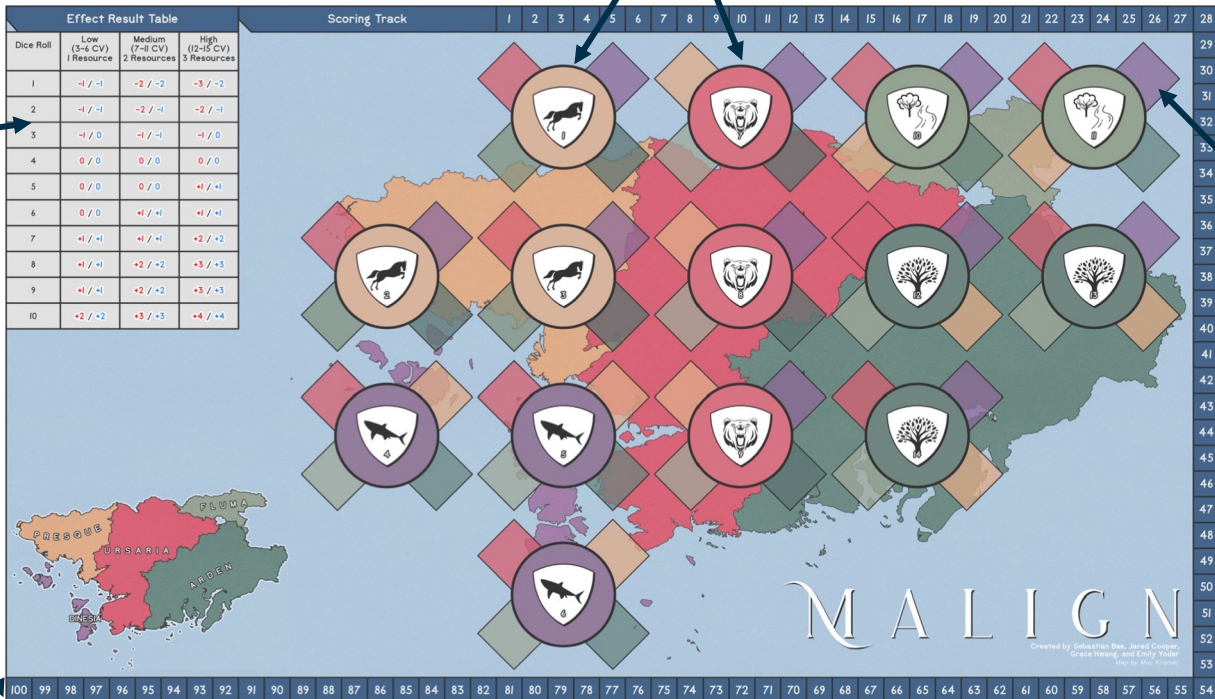 Effect Result Table
Scoring Track 1 2 3 4 5 6 7 8 9 10 11 12 13 14 15 16 17 18 19 20 21 22 23 24 25 26 27 28
Dice Roll
Low (3-6 CV) 1 Resource
Medium (7-11 CV) 2 Resources
High (12-15 CV) 3 Resources
1 -1 / -1 -2 / -2 -3 / -2
2 -1 / -1 -2 / -1 -2 / -1
3 -1 / 0 -1 / -1 -1 / 0
4 0 / 0 0 / 0 0 / 0
5 0 / 0 0 / 0 +1 / +1
6 0 / 0 +1 / +1 +1 / +1
7 +1 / +1 +1 / +1 +2 / +2
8 +1 / +1 +2 / +2 +3 / +3
9 +1 / +1 +2 / +2 +3 / +3
10 +2 / +2 +3 / +3 +4 / +4
29
30
31
32
33
34
35
36
37
38
39
40
41
42
43
44
45
46
47
48
49
50
51
52
53
1
7
10
11
2
3
8
12
13
4
5
9
14
6
FLUMA
PRESQUE
URSARIA
ARDEN
DINESIA
MALIGN
Created by Sebastian Bae, Jared Cooper,
Grace Hwang, and Emily Yoder
Map by Mac Kramer
100 99 98 97 96 95 94 93 92 91 90 89 88 87 86 85 84 83 82 81 80 79 78 77 76 75 74 73 72 71 70 69 68 67 66 65 64 63 62 61 60 59 58 57 56 55 54